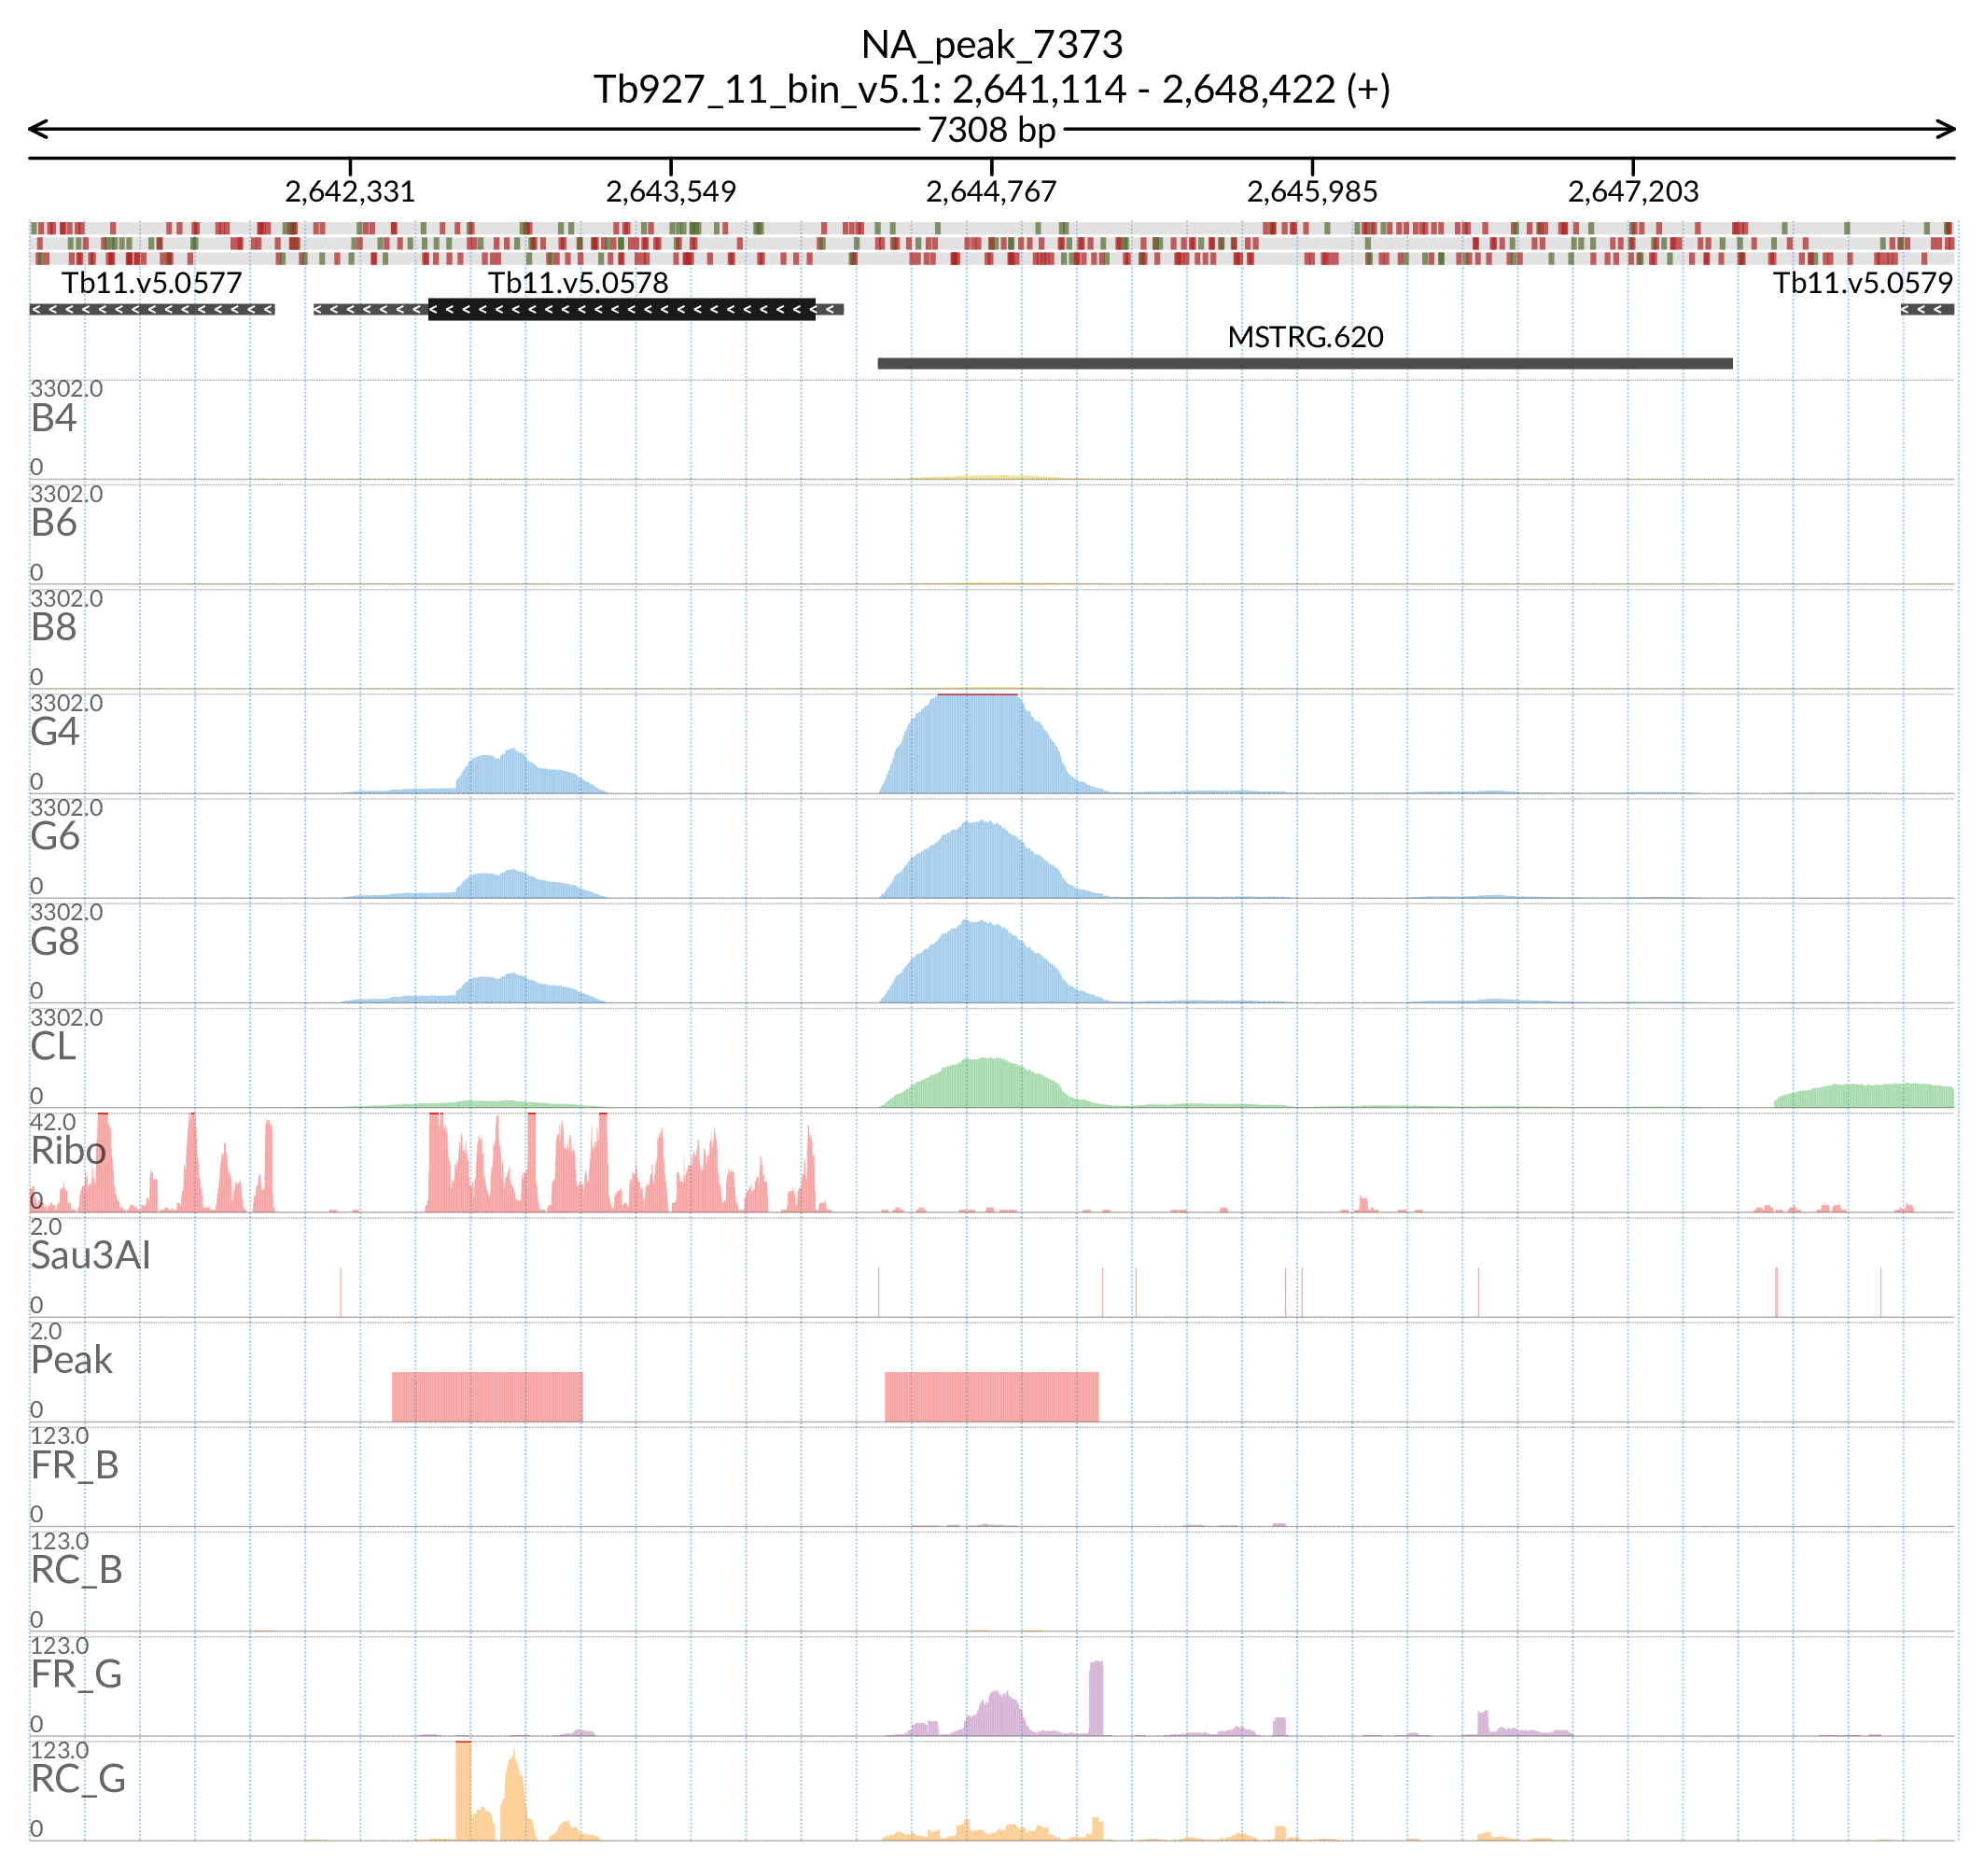 NA_peak_7373
Tb927_11_bin_v5.1: 2,641,114 - 2,648,422 (+)
7308 bp
2,642,331 2,643,549 2,644,767 2,645,985 2,647,203
Tb11.v5.0577 Tb11.v5.0578 Tb11.v5.0579
MSTRG.620
3302.0
B4
0
3302.0
B6
0
3302.0
B8
0
3302.0
G4
0
3302.0
G6
0
3302.0
G8
0
3302.0
CL
0
42.0
Ribo
0
2.0
Sau3AI
0
2.0
Peak
0
123.0
FR_B
0
123.0
RC_B
0
123.0
FR_G
0
123.0
RC_G
0